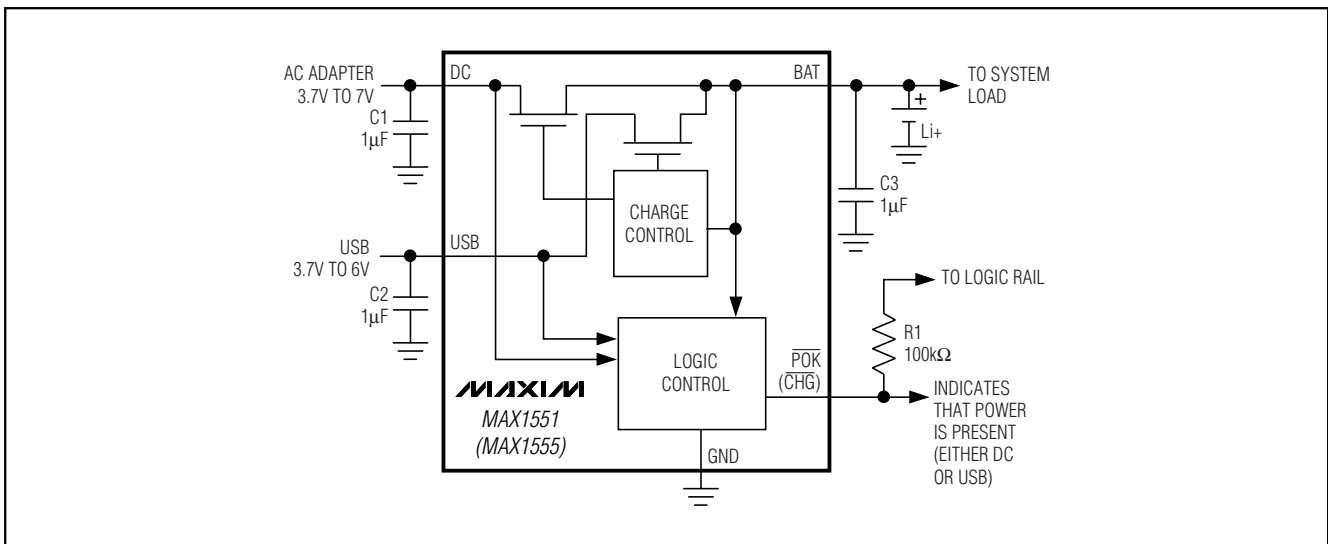 AC ADAPTER
3.7V TO 7V
C1
1µF
DC
BAT
TO SYSTEM
LOAD
+
Li+
C3
1µF
CHARGE
CONTROL
USB
3.7V TO 6V
USB
C2
1µF
TO LOGIC RAIL
R1
100kΩ
LOGIC
CONTROL
POK
(CHG)
INDICATES
THAT POWER
IS PRESENT
(EITHER DC
OR USB)
MAXIM
MAX1551
(MAX1555)
GND